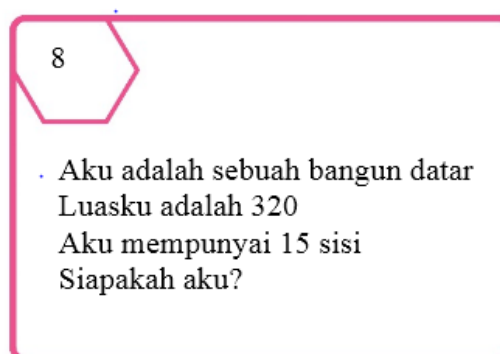 8
Aku adalah sebuah bangun datar
Luasku adalah 320
Aku mempunyai 15 sisi
Siapakah aku?